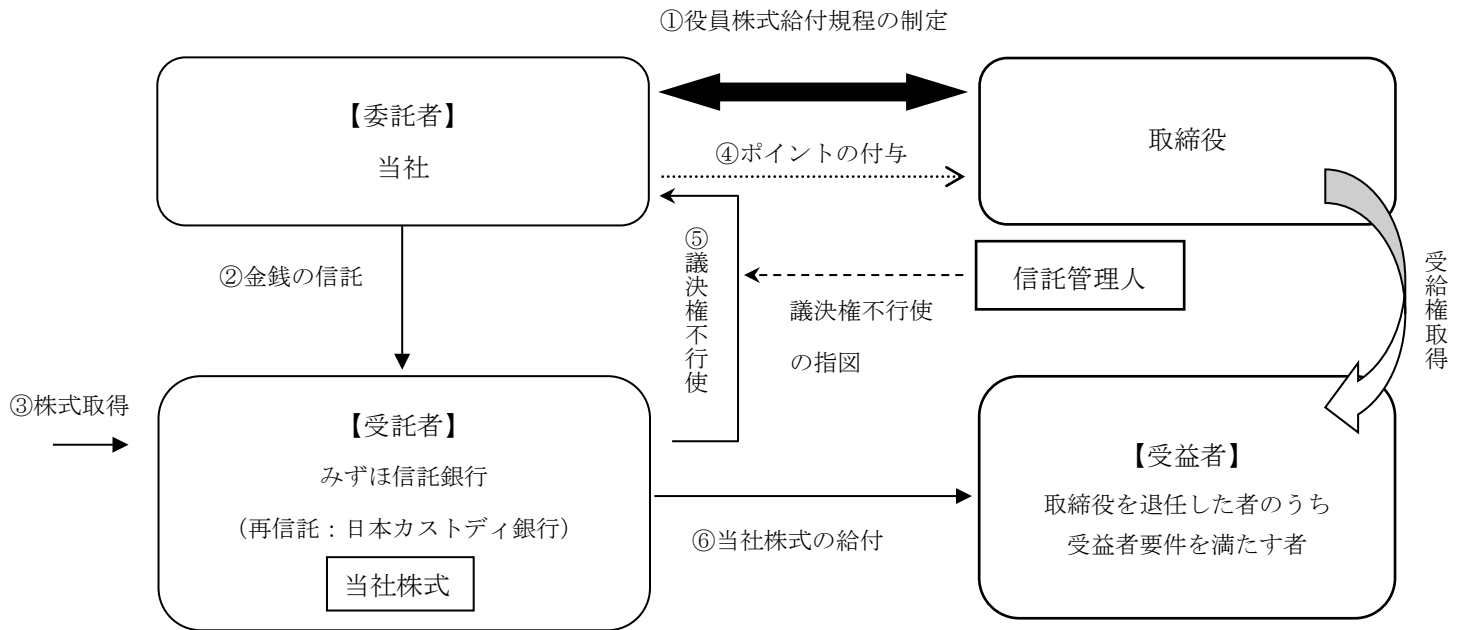 ①役員株式給付規程の制定
【委託者】
当社
取締役
④ポイントの付与
②金銭の信託
⑤議決権不行使
信託管理人
議決権不行使
の指図
受給権取得
③株式取得
【受託者】
みずほ信託銀行
(再信託:日本カストディ銀行)
当社株式
⑥当社株式の給付
【受益者】
取締役を退任した者のうち
受益者要件を満たす者